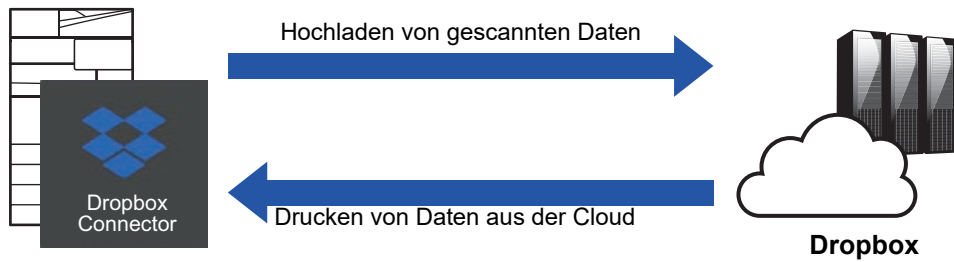 Hochladen von gescannten Daten
Dropbox
Connector
Drucken von Daten aus der Cloud
Dropbox